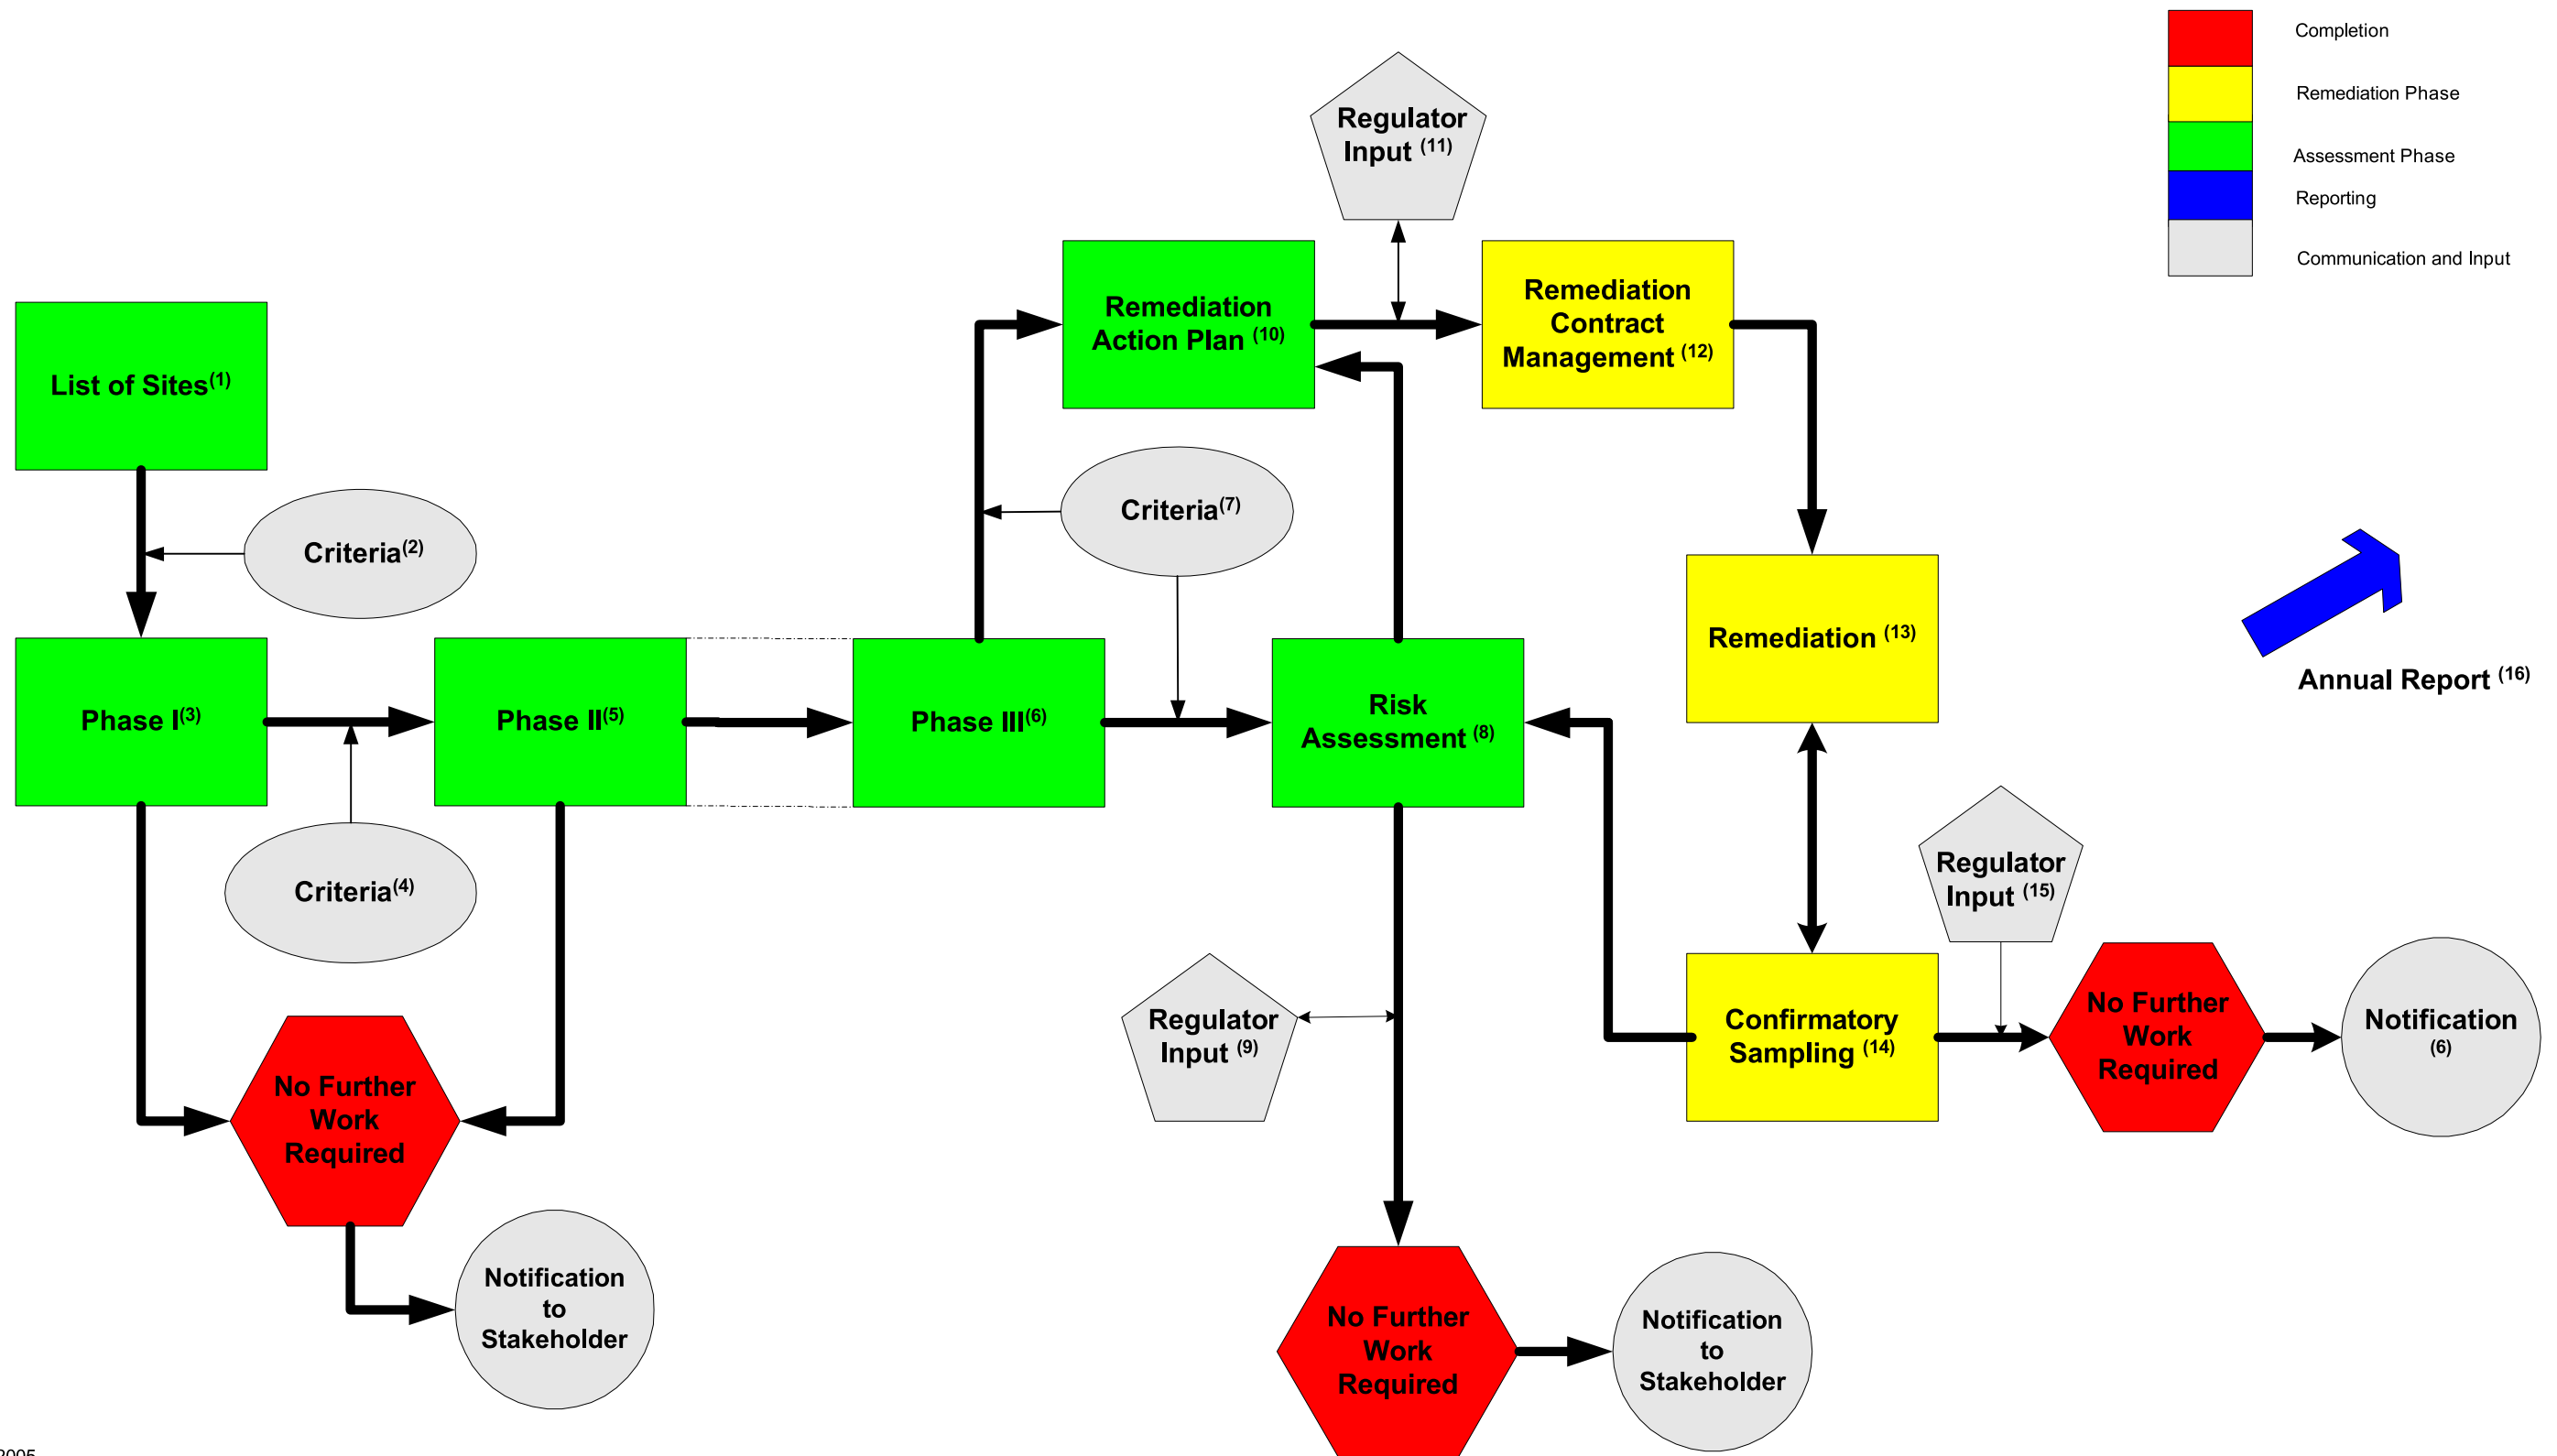 Completion
Remediation Phase
Assessment Phase
Reporting
Communication and Input
Regulator
Input (11)
Remediation
Action Plan (10)
Remediation
Contract
Management (12)
List of Sites(1)
Criteria(2)
Criteria(7)
Remediation (13)
Annual Report (16)
Phase I(3)
Phase II(5)
Phase III(6)
Risk
Assessment (8)
Criteria(4)
Regulator
Input (15)
Regulator
Input (9)
Confirmatory
Sampling (14)
No Further
Work
Required
Notification
(6)
No Further
Work
Required
Notification
to
Stakeholder
No Further
Work
Required
Notification
to
Stakeholder
2005